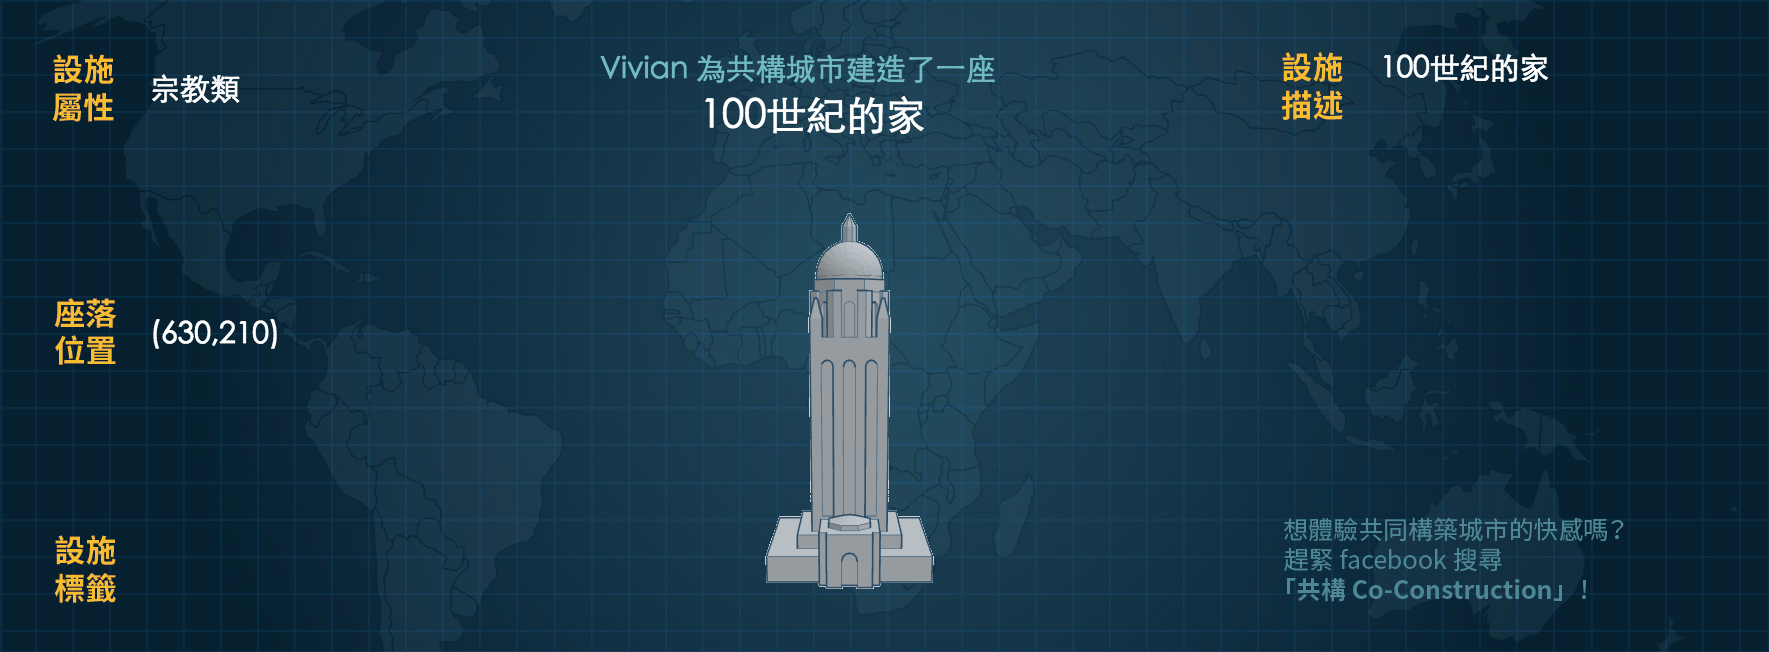 設施
屬性
宗教類
座落
位置
(630,210)
設施
標籤
Vivian 為共構城市建造了一座
100世紀的家
設施
描述
100世紀的家
想體驗共同構築城市的快感嗎？
趕緊 facebook 搜尋
「共構 Co-Construction」！